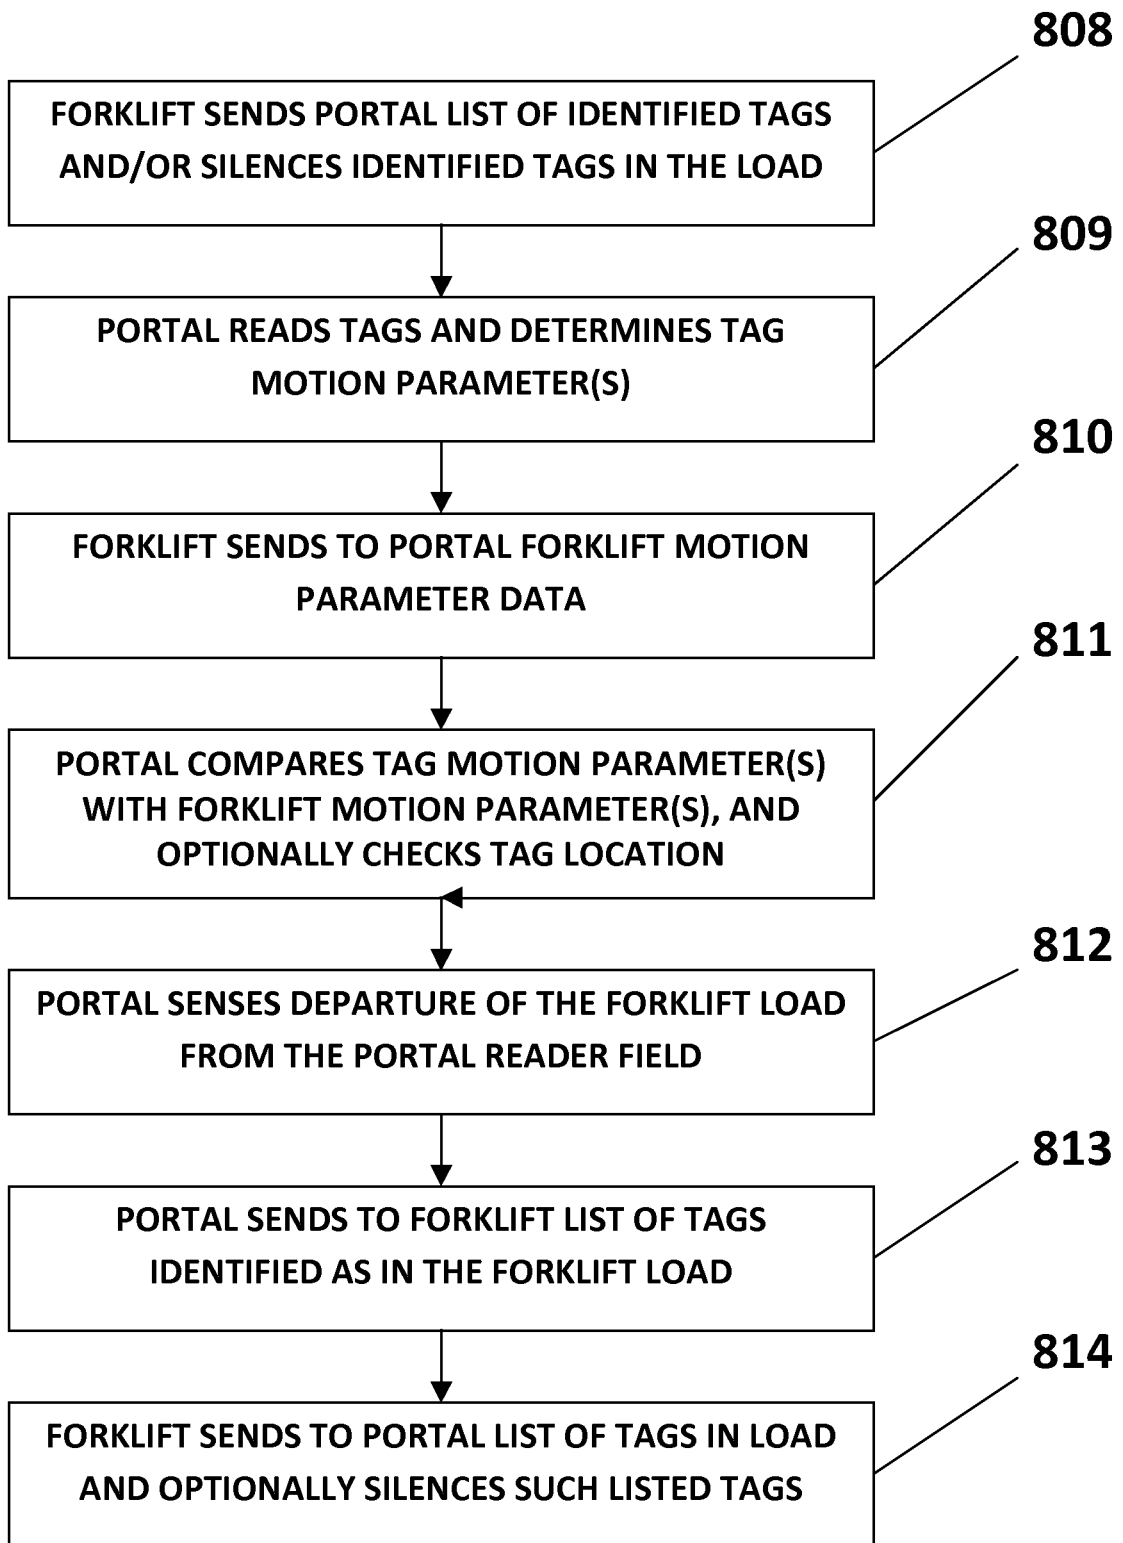 808
FORKLIFT SENDS PORTAL LIST OF IDENTIFIED TAGS
AND/OR SILENCES IDENTIFIED TAGS IN THE LOAD
809
PORTAL READS TAGS AND DETERMINES TAG
MOTION PARAMETER(S)
810
FORKLIFT SENDS TO PORTAL FORKLIFT MOTION
PARAMETER DATA
811
PORTAL COMPARES TAG MOTION PARAMETER(S)
WITH FORKLIFT MOTION PARAMETER(S), AND
OPTIONALLY CHECKS TAG LOCATION
812
PORTAL SENSES DEPARTURE OF THE FORKLIFT LOAD
FROM THE PORTAL READER FIELD
813
PORTAL SENDS TO FORKLIFT LIST OF TAGS
IDENTIFIED AS IN THE FORKLIFT LOAD
814
FORKLIFT SENDS TO PORTAL LIST OF TAGS IN LOAD
AND OPTIONALLY SILENCES SUCH LISTED TAGS